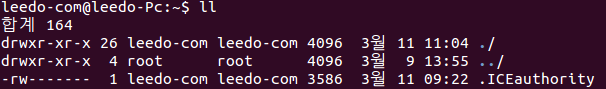 leedo-com@leedo-Pc:~$ ll
합계 164
drwxr-xr-x 26 leedo-com leedo-com 4096  3월 11 11:04 ./
drwxr-xr-x  4 root      root      4096  3월  9 13:55 ../
-rw-------  1 leedo-com leedo-com 3586  3월 11 09:22 .ICEauthority